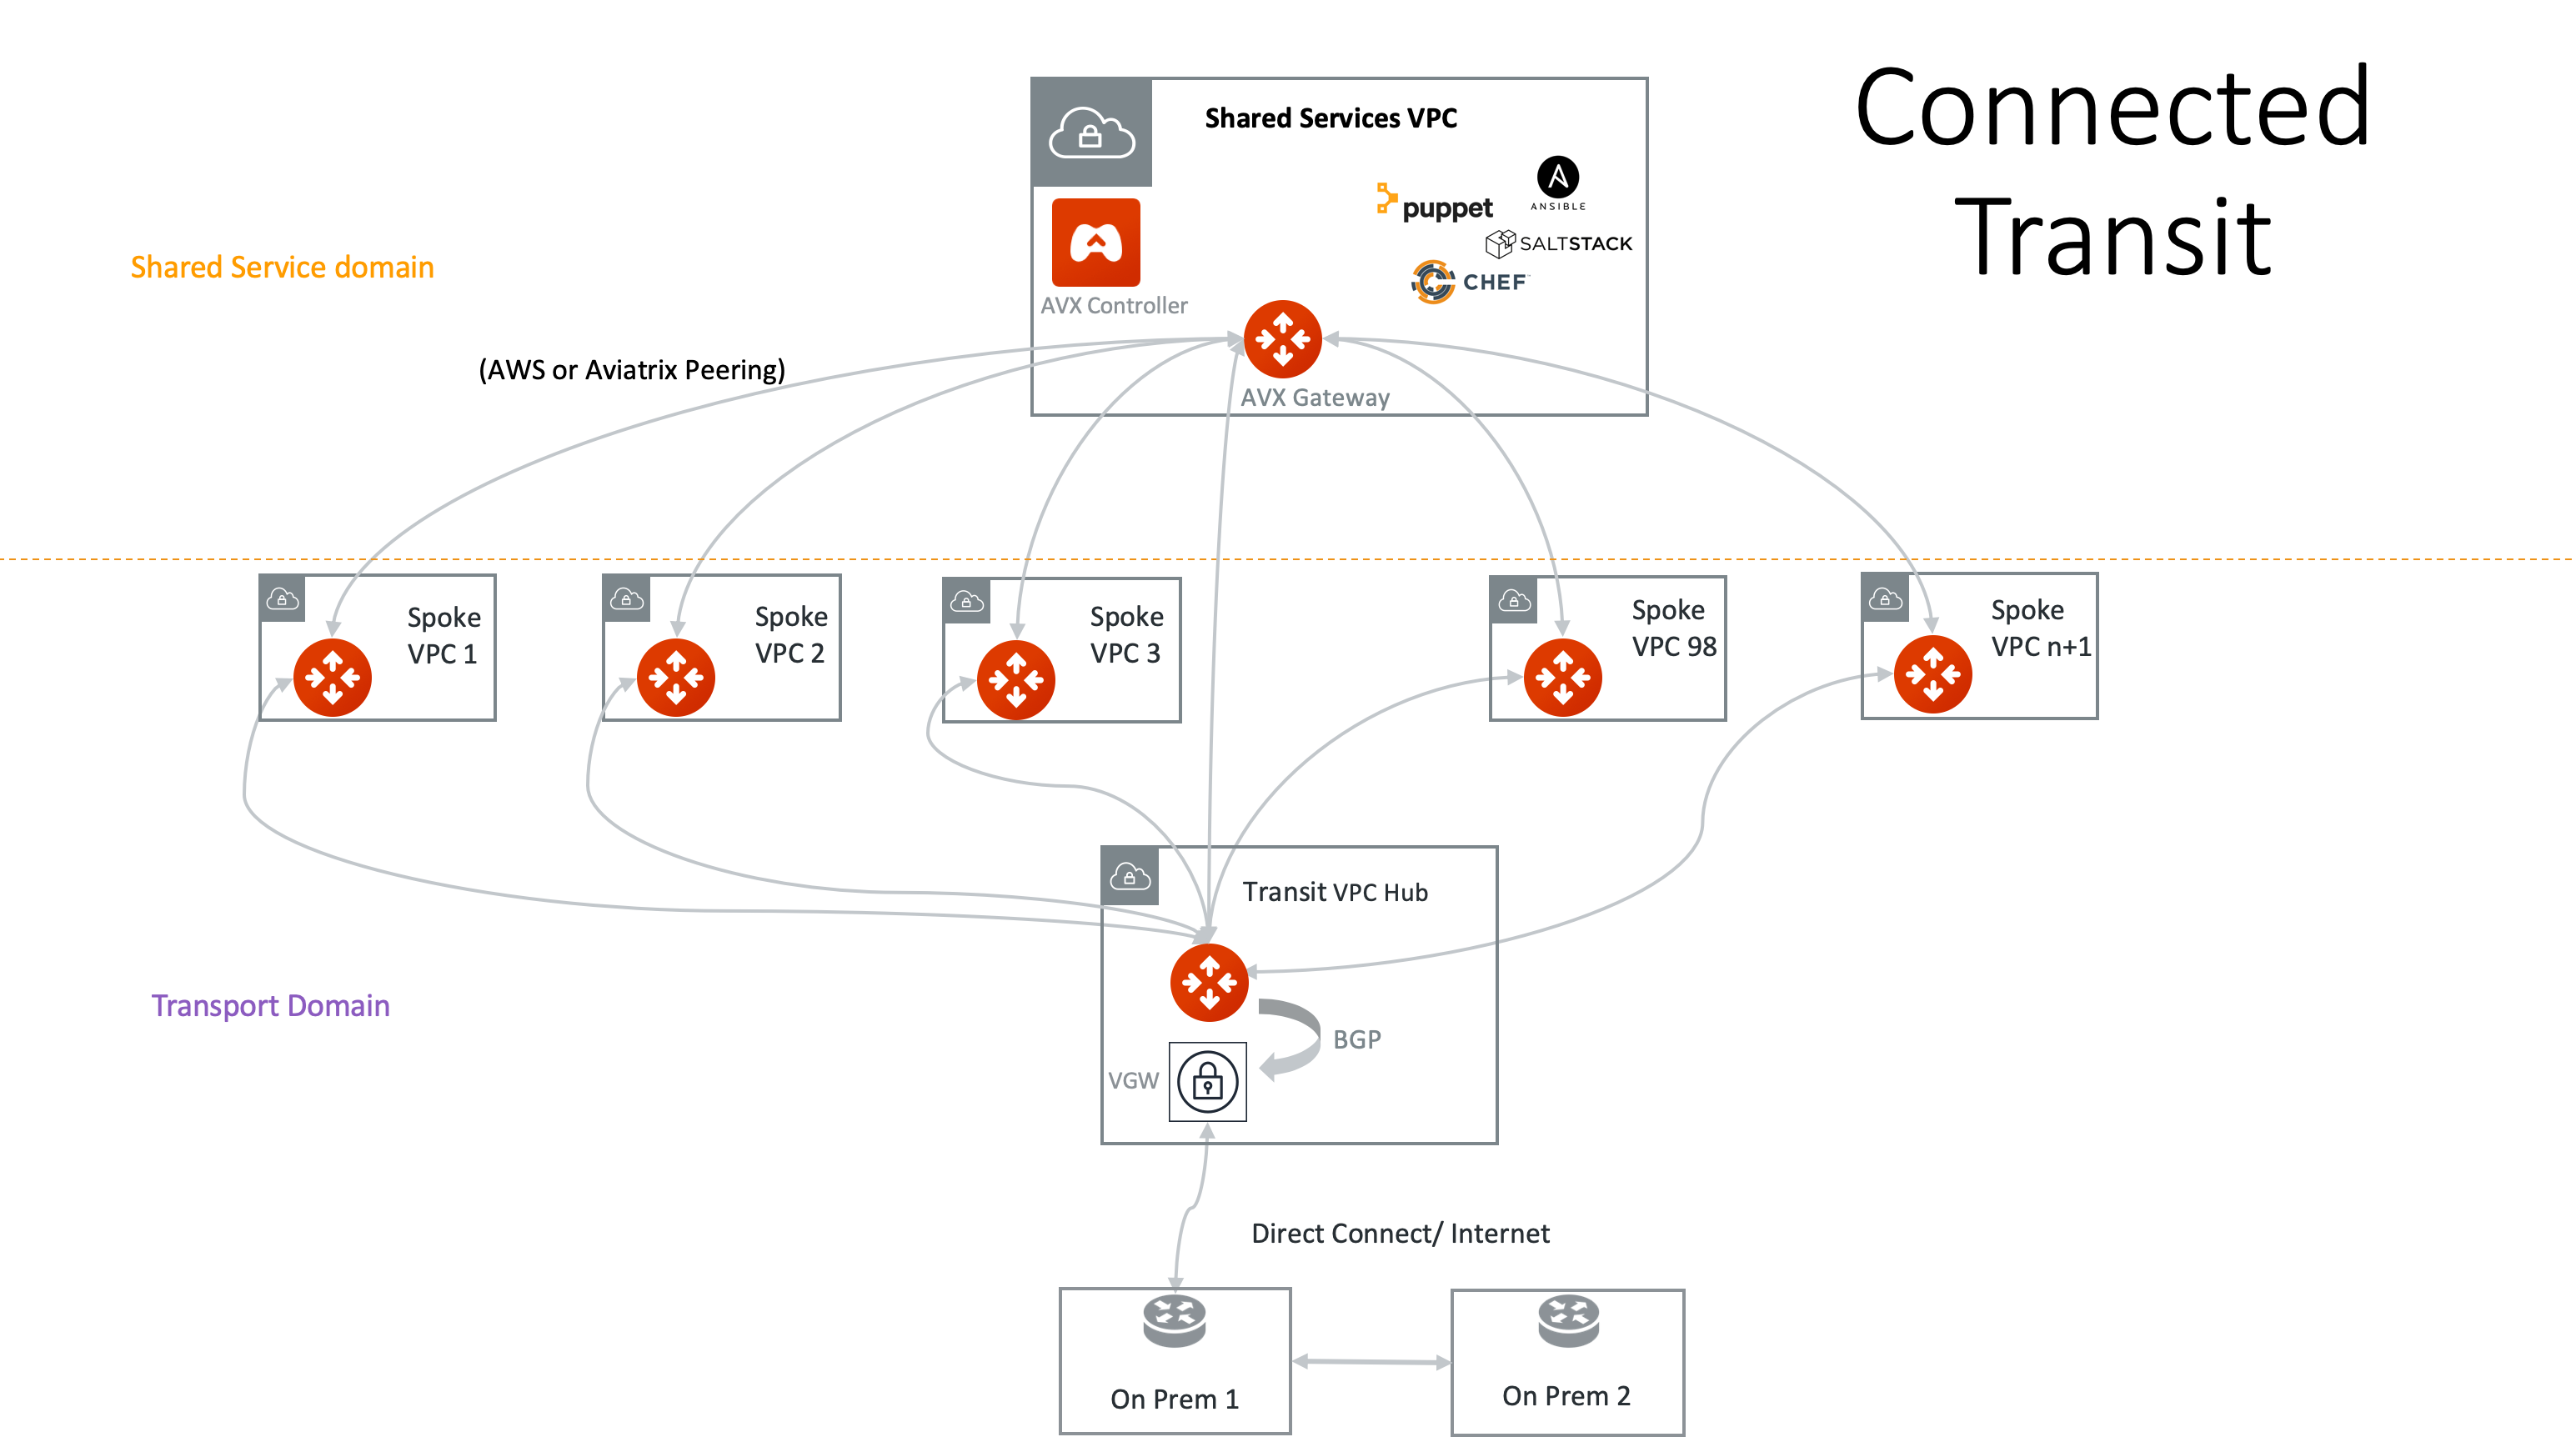 Connected
Transit
Shared Services VPC
puppet
ANSIBLE
SALTSTACK
CHEF™
AVX Controller
Shared Service domain
(AWS or Aviatrix Peering)
AVX Gateway
Spoke
VPC 1
Spoke
VPC 2
Spoke
VPC 3
Spoke
VPC 98
Spoke
VPC n+1
Transit VPC Hub
Transport Domain
BGP
VGW
Direct Connect/ Internet
On Prem 1
On Prem 2